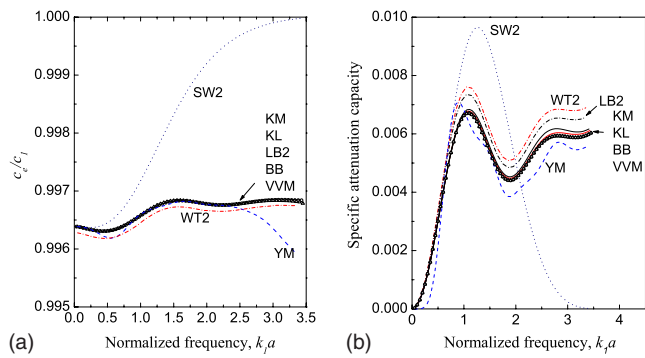 1.000
0.999
0.998
0.997
0.996
0.995
c_e/c_l
SW2
KM
KL
LB2
BB
VVM
WT2
YM
0.0 0.5 1.0 1.5 2.0 2.5 3.0 3.5
(a) Normalized frequency, k_l a
0.010
0.008
0.006
0.004
0.002
0.000
Specific attenuation capacity
SW2
WT2
LB2
KM
KL
BB
VVM
YM
0 1 2 3 4
(b) Normalized frequency, k_l a